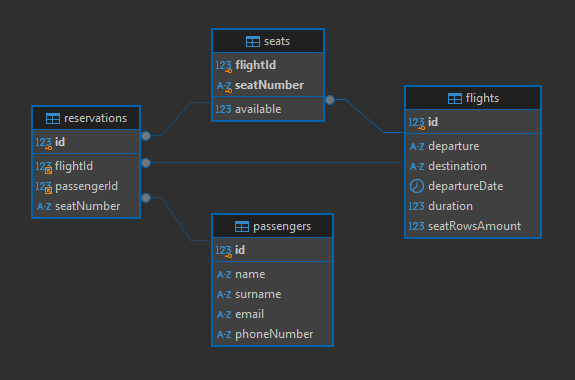 seats
123 flightId
A-Z seatNumber
123 available
reservations
123 id
123 flightId
123 passengerId
A-Z seatNumber
flights
123 id
A-Z departure
A-Z destination
departureDate
123 duration
123 seatRowsAmount
passengers
123 id
A-Z name
A-Z surname
A-Z email
A-Z phoneNumber